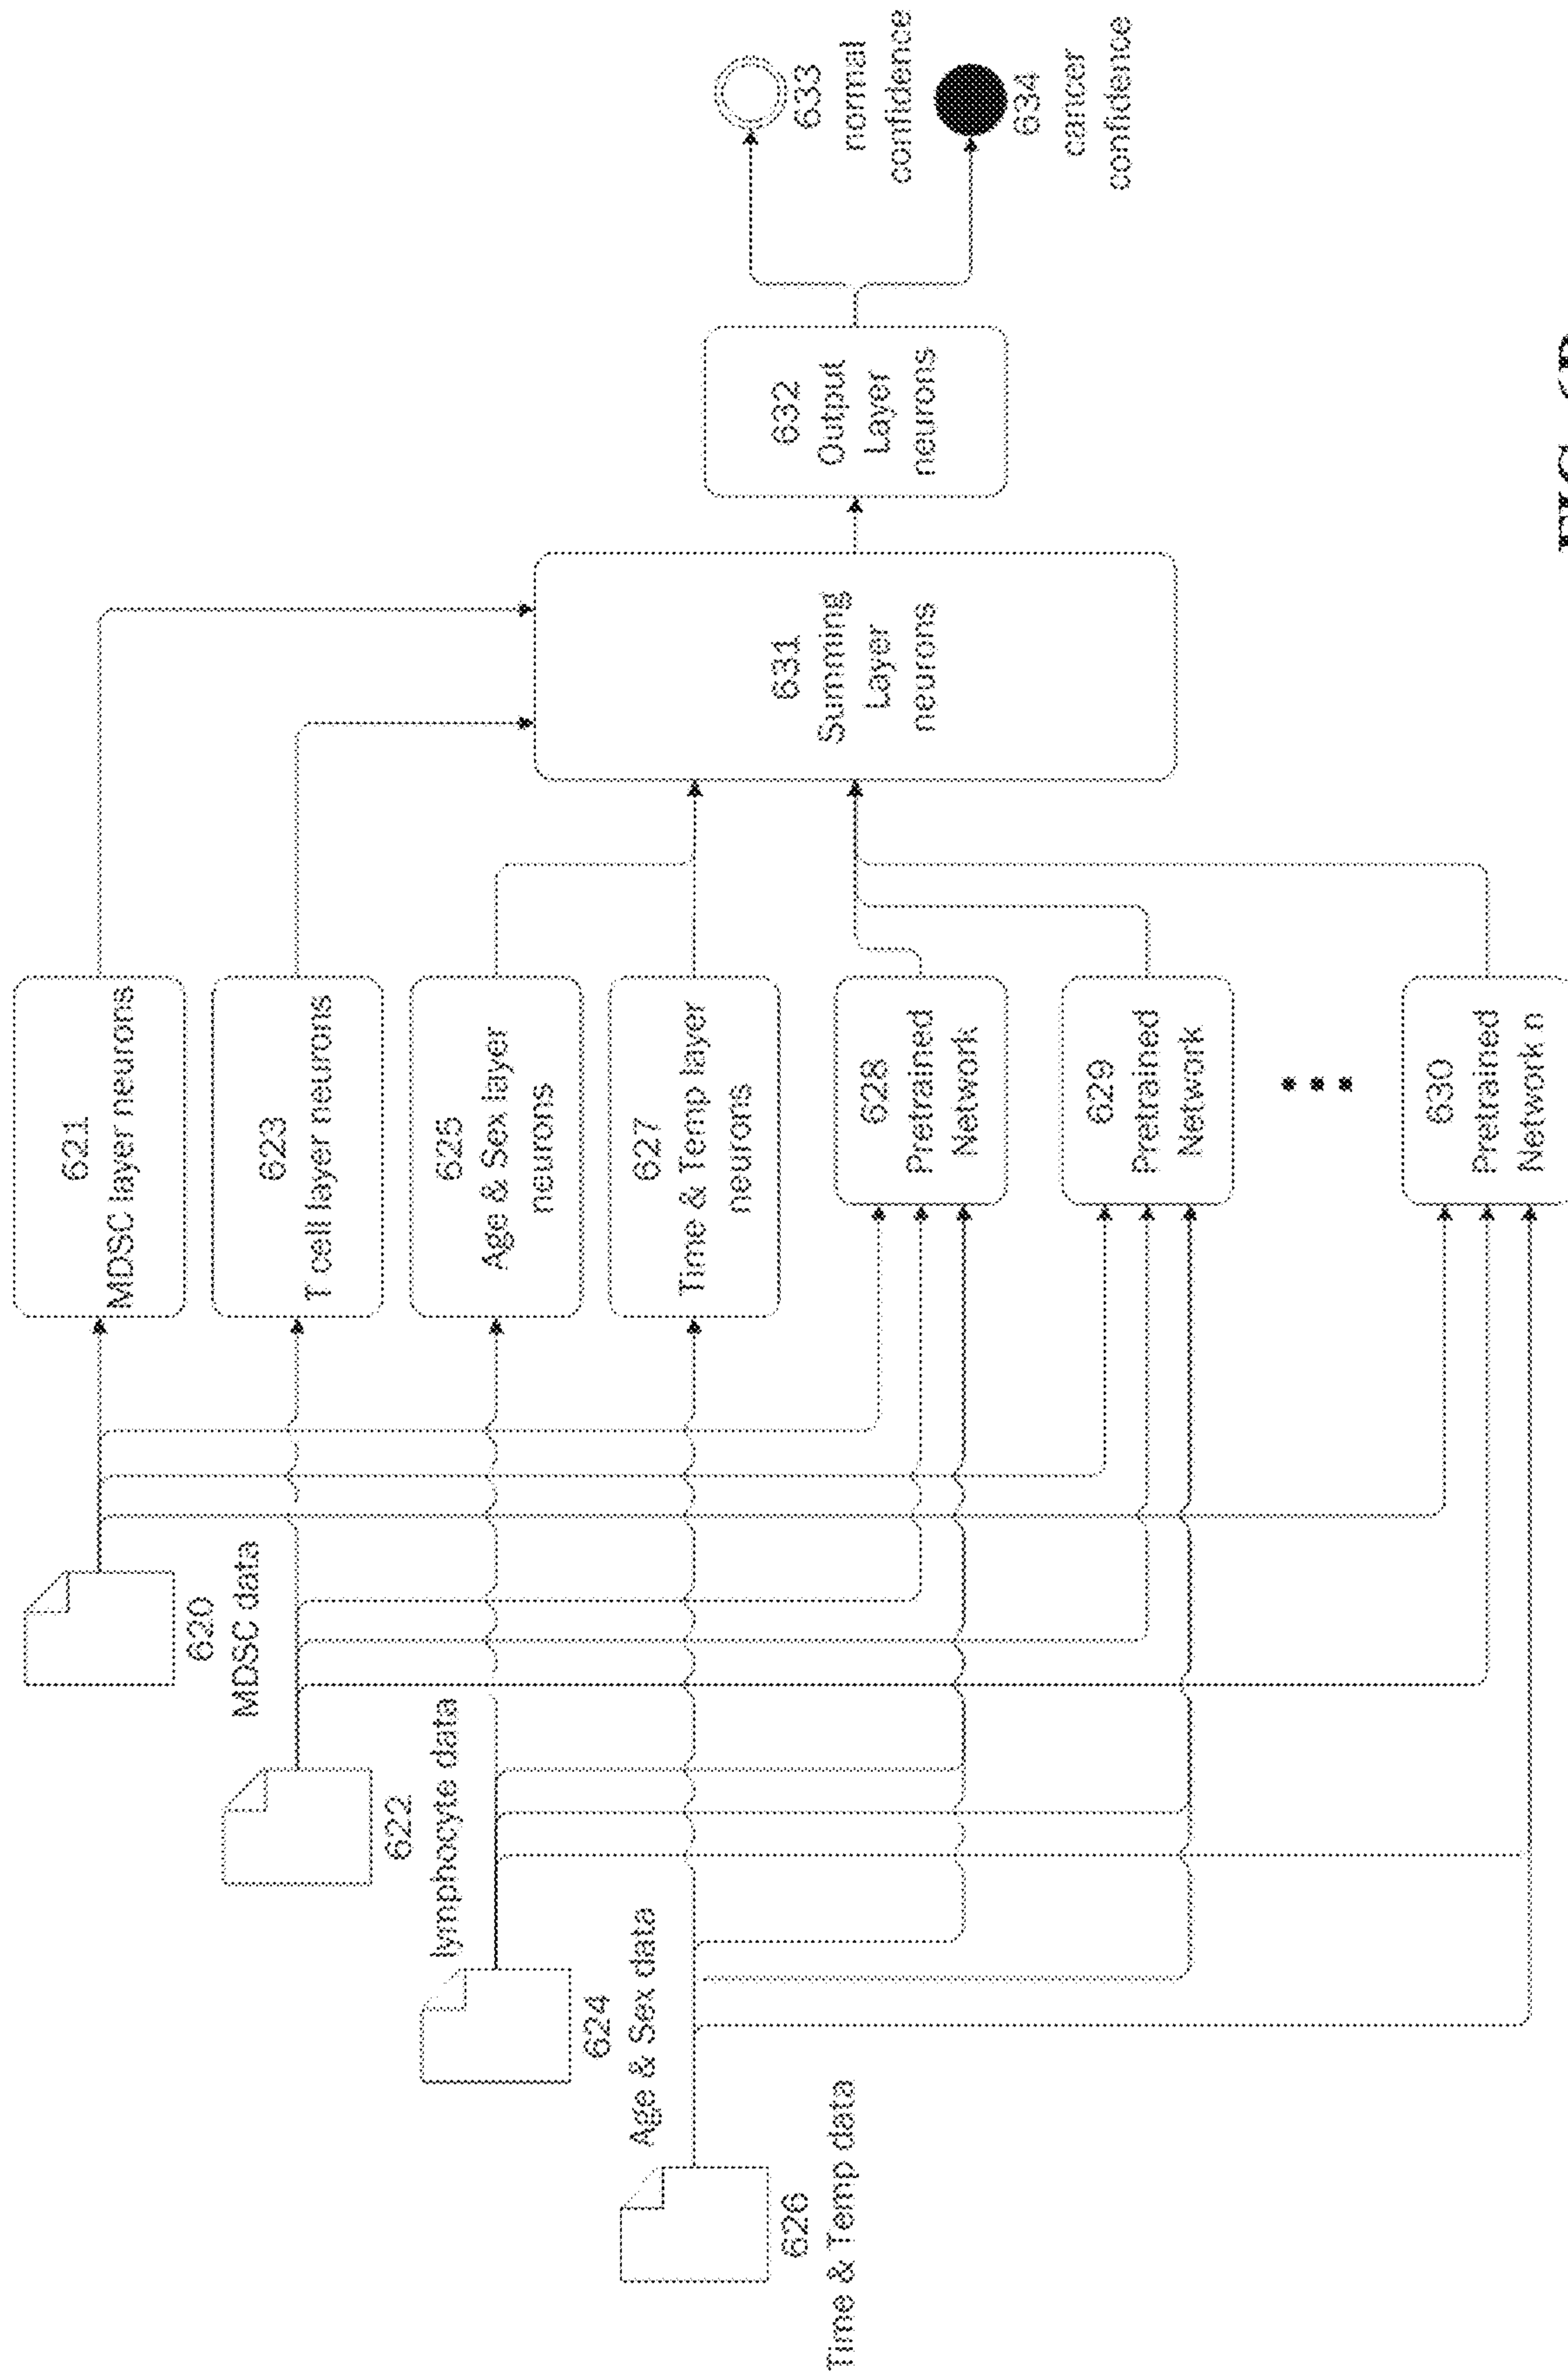 620
MDSC data
622
lymphocyte data
624
Age & Sex data
626
Time & Temp data
621
MDSC layer neurons
623
T cell layer neurons
625
Age & Sex layer
neurons
627
Time & Temp layer
neurons
628
Pretrained
Network
629
Pretrained
Network
630
Pretrained
Network n
631
Summing
Layer
neurons
632
Output
Layer
neurons
633
normal
confidence
634
cancer
confidence